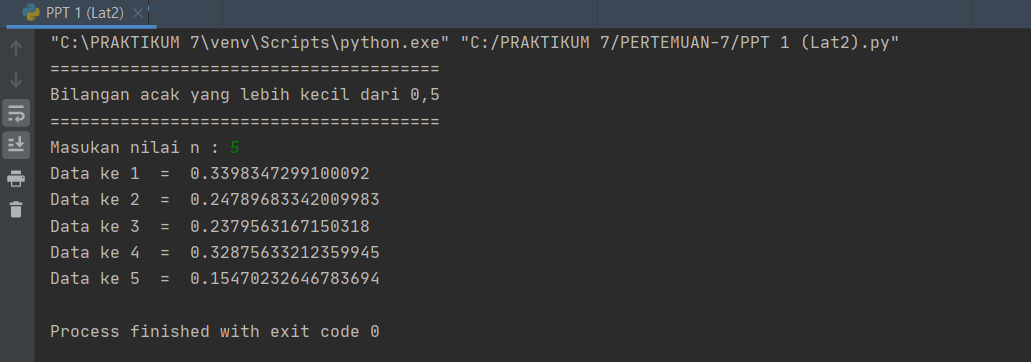 PPT 1 (Lat2)
"C:\PRAKTIKUM 7\venv\Scripts\python.exe" "C:/PRAKTIKUM 7/PERTEMUAN-7/PPT 1 (Lat2).py"
=======================================
Bilangan acak yang lebih kecil dari 0,5
=======================================
Masukan nilai n : 5
Data ke 1  =  0.3398347299100092
Data ke 2  =  0.24789683342009983
Data ke 3  =  0.2379563167150318
Data ke 4  =  0.32875633212359945
Data ke 5  =  0.15470232646783694
Process finished with exit code 0